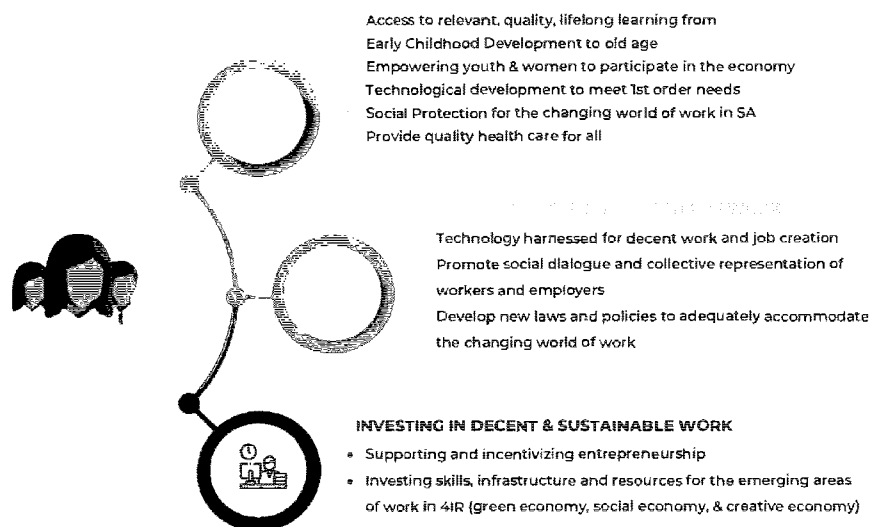 Access to relevant, quality, lifelong learning from
Early Childhood Development to old age
Empowering youth & women to participate in the economy
Technological development to meet 1st order needs
Social Protection for the changing world of work in SA
Provide quality health care for all
Technology harnessed for decent work and job creation
Promote social dialogue and collective representation of
workers and employers
Develop new laws and policies to adequately accommodate
the changing world of work
INVESTING IN DECENT & SUSTAINABLE WORK
• Supporting and incentivizing entrepreneurship
• Investing skills, infrastructure and resources for the emerging areas
of work in 4IR (green economy, social economy, & creative economy)